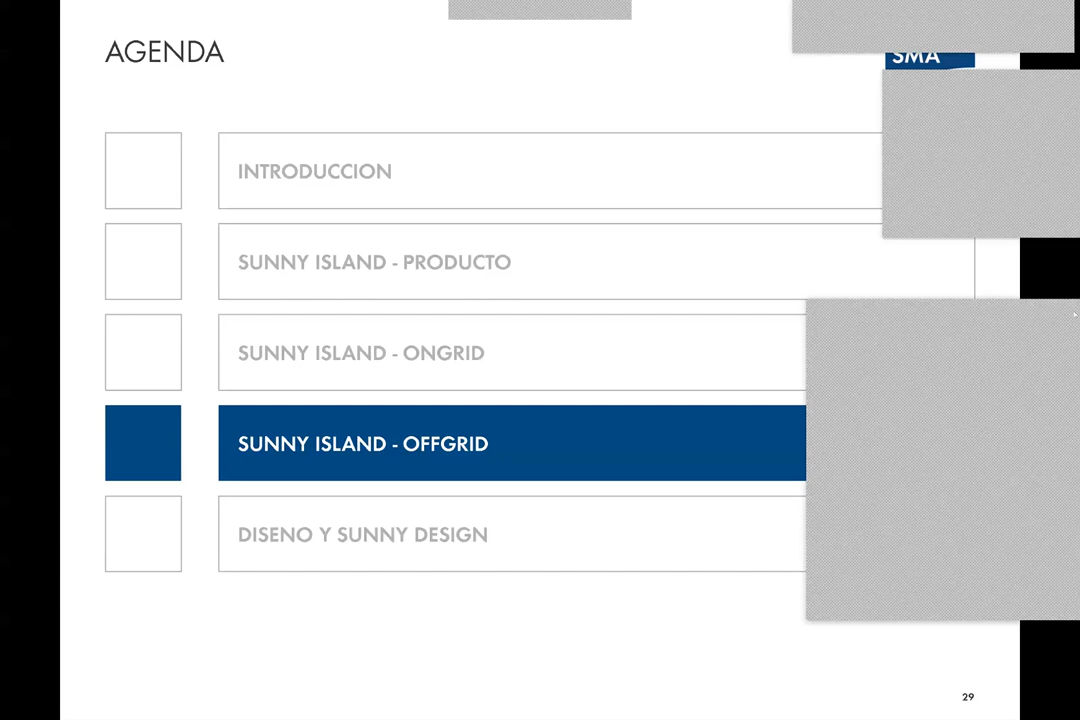 AGENDA
SMA
INTRODUCCION
SUNNY ISLAND - PRODUCTO
SUNNY ISLAND - ONGRID
SUNNY ISLAND - OFFGRID
DISENO Y SUNNY DESIGN
29